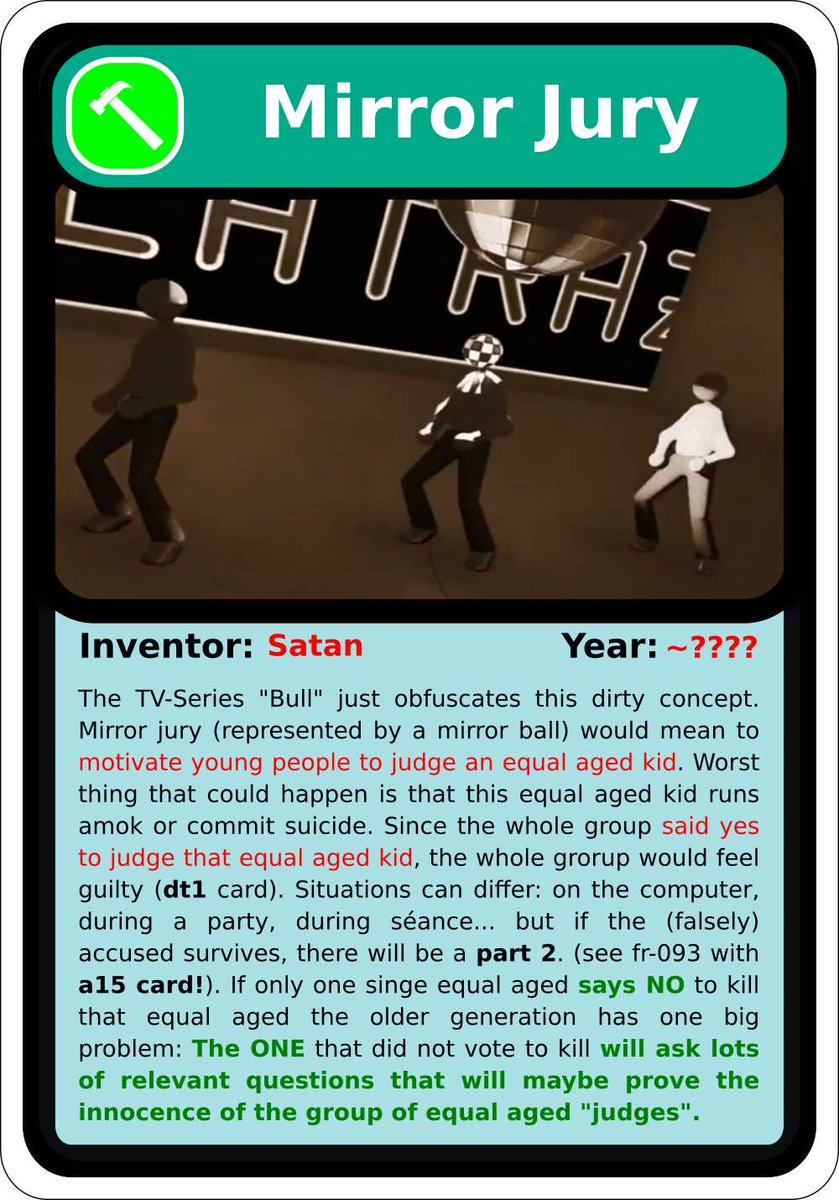 Mirror Jury
LHTRAZ
Inventor: Satan Year: ~????
The TV-Series "Bull" just obfuscates this dirty concept.
Mirror jury (represented by a mirror ball) would mean to
motivate young people to judge an equal aged kid. Worst
thing that could happen is that this equal aged kid runs
amok or commit suicide. Since the whole group said yes
to judge that equal aged kid, the whole grorup would feel
guilty (dt1 card). Situations can differ: on the computer,
during a party, during séance... but if the (falsely)
accused survives, there will be a part 2. (see fr-093 with
a15 card!). If only one singe equal aged says NO to kill
that equal aged the older generation has one big
problem: The ONE that did not vote to kill will ask lots
of relevant questions that will maybe prove the
innocence of the group of equal aged "judges".